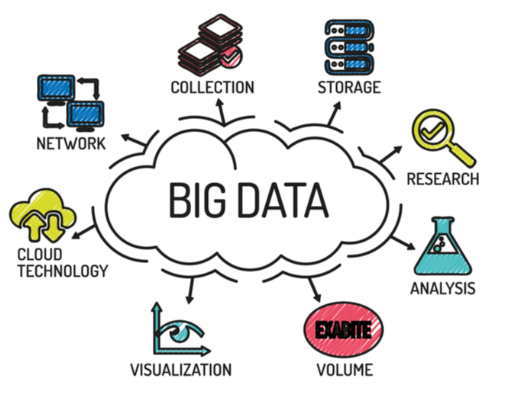 COLLECTION
STORAGE
NETWORK
RESEARCH
BIG DATA
CLOUD
TECHNOLOGY
ANALYSIS
EXABITE
VISUALIZATION
VOLUME